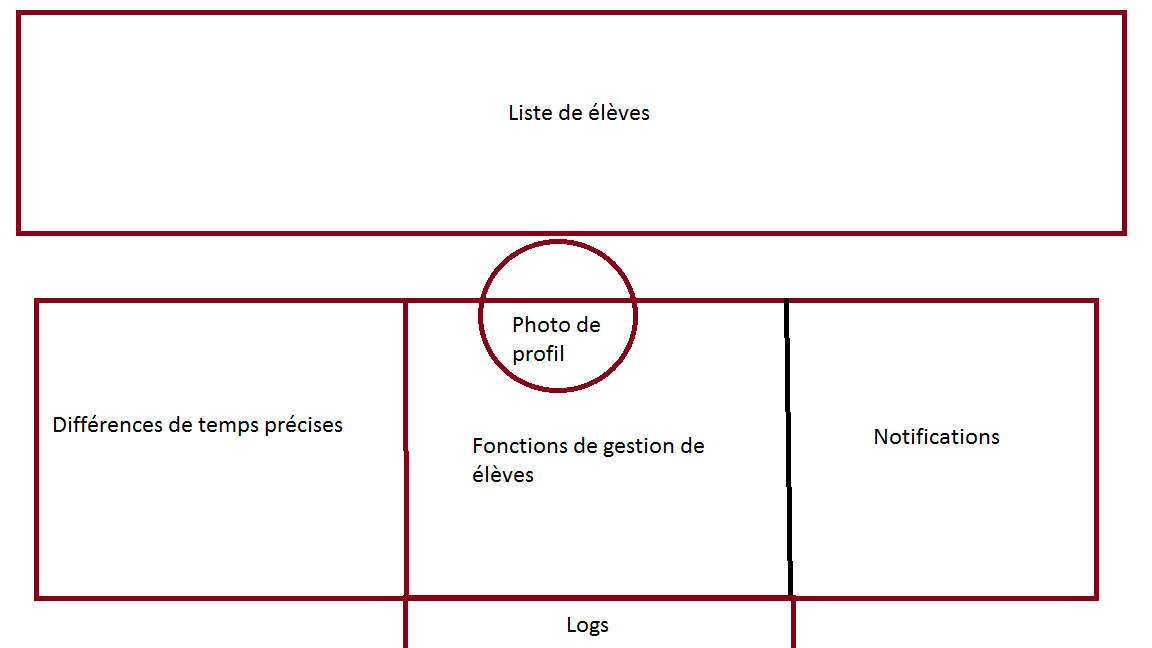 Liste de élèves
Photo de
profil
Différences de temps précises
Fonctions de gestion de
élèves
Notifications
Logs